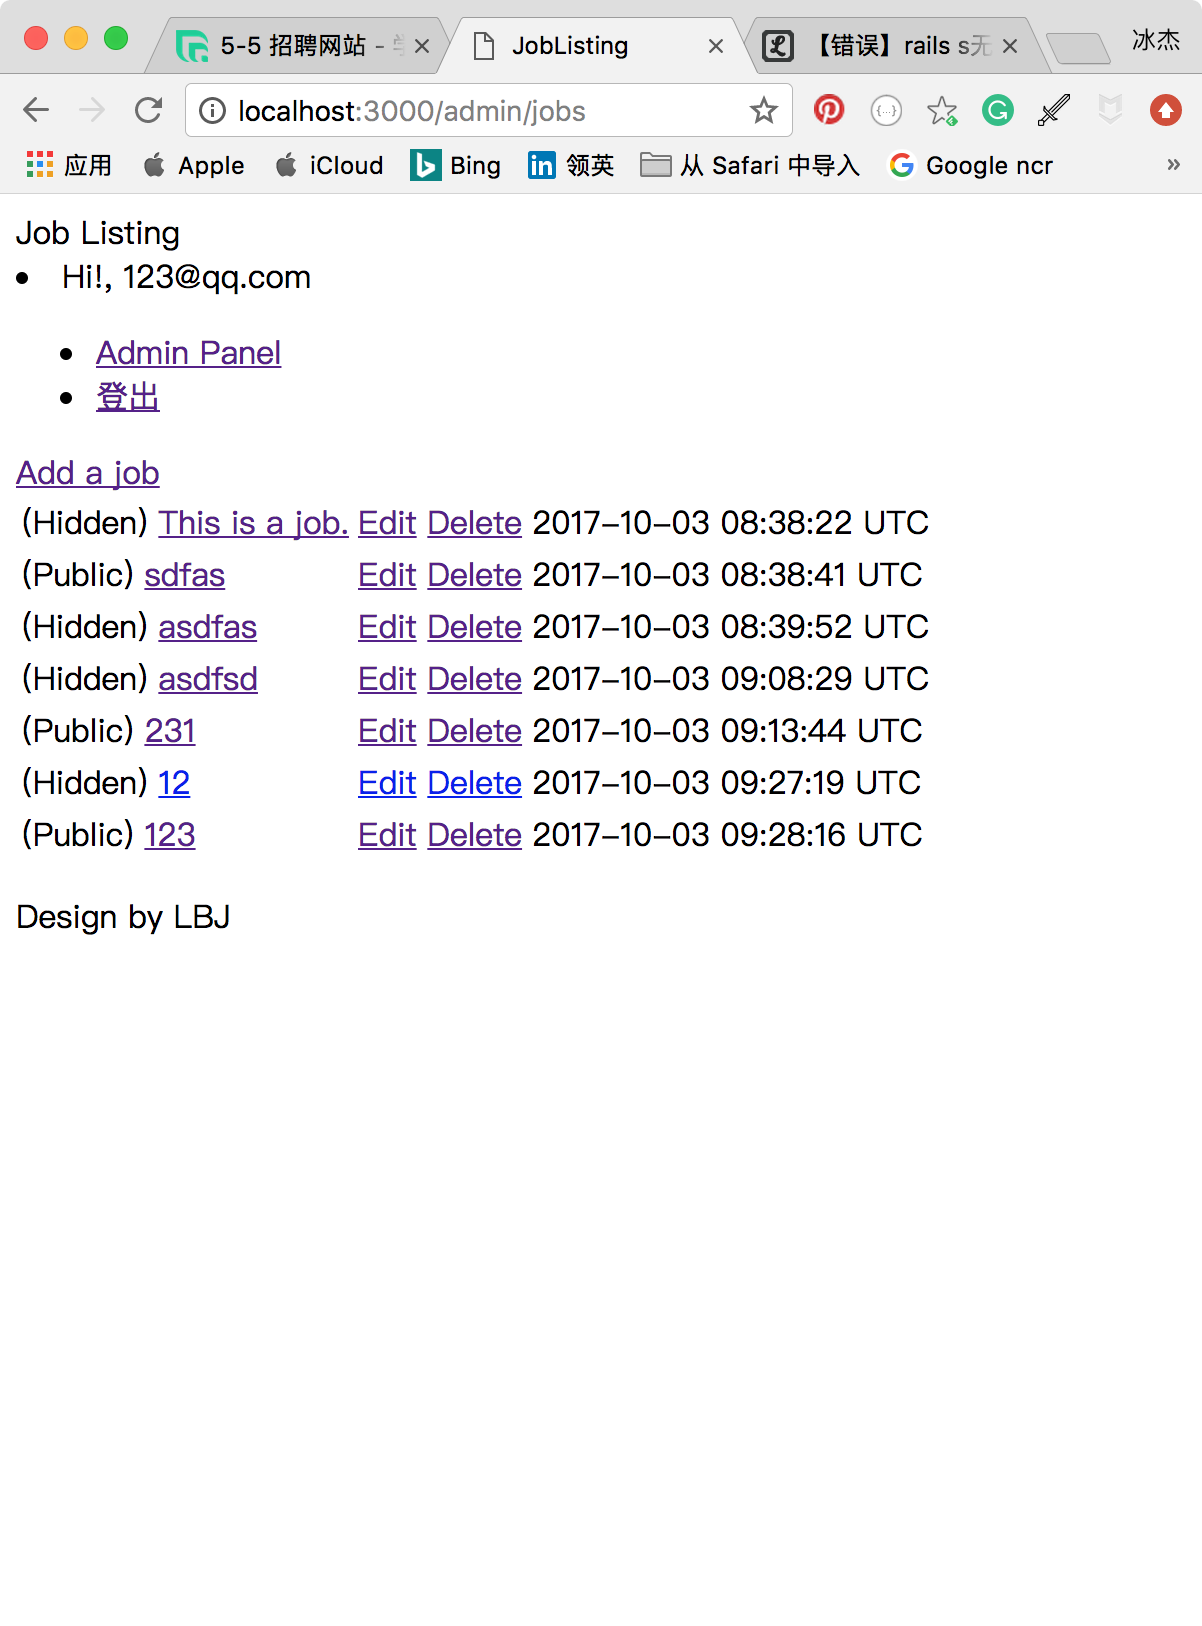 5-5 招聘网站 -
JobListing
【错误】rails s无
冰杰
localhost:3000/admin/jobs
应用
Apple
iCloud
Bing
领英
从 Safari 中导入
Google ncr
»
Job Listing
• Hi!, 123@qq.com
• Admin Panel
• 登出
Add a job
(Hidden) This is a job. Edit Delete 2017-10-03 08:38:22 UTC
(Public) sdfas Edit Delete 2017-10-03 08:38:41 UTC
(Hidden) asdfas Edit Delete 2017-10-03 08:39:52 UTC
(Hidden) asdfsd Edit Delete 2017-10-03 09:08:29 UTC
(Public) 231 Edit Delete 2017-10-03 09:13:44 UTC
(Hidden) 12 Edit Delete 2017-10-03 09:27:19 UTC
(Public) 123 Edit Delete 2017-10-03 09:28:16 UTC
Design by LBJ